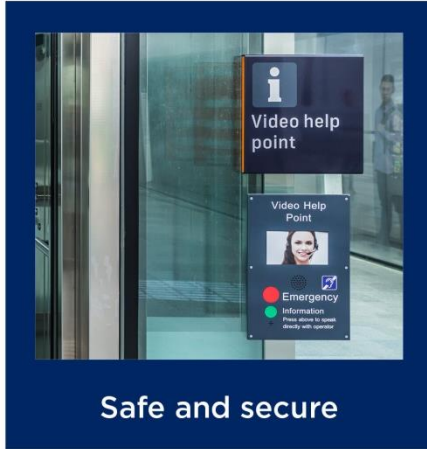 Video help
point
Video Help
Point
Emergency
Information
Press above to speak
directly with operator
Safe and secure